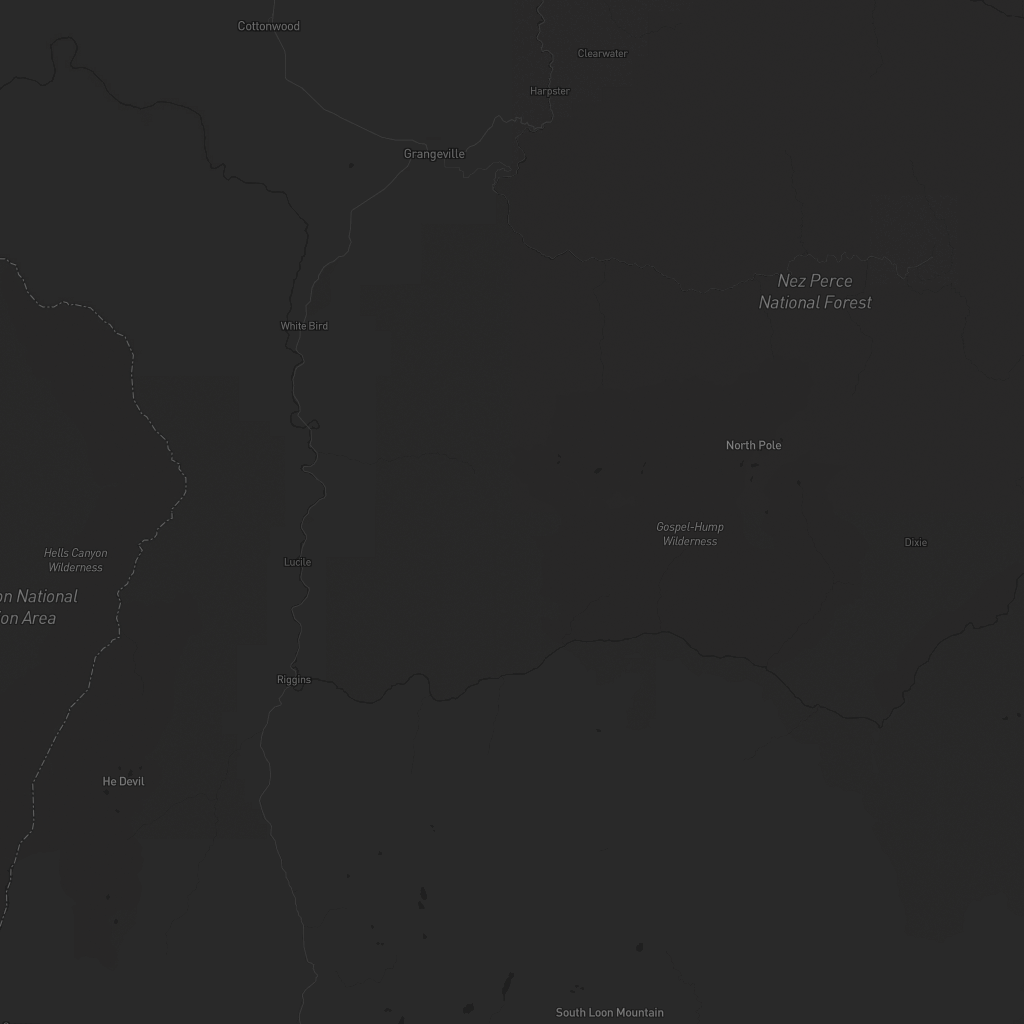 Cottonwood
Clearwater
Harpster
Grangeville
Nez Perce
National Forest
White Bird
North Pole
Gospel-Hump
Wilderness
Dixie
Hells Canyon
Wilderness
Lucile
on National
ion Area
Riggins
He Devil
South Loon Mountain